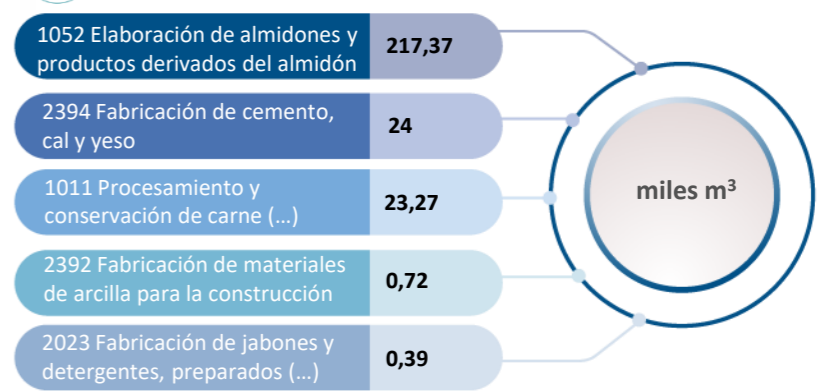 1052 Elaboración de almidones y
productos derivados del almidón
217,37
2394 Fabricación de cemento,
cal y yeso
24
1011 Procesamiento y
conservación de carne (...)
23,27
2392 Fabricación de materiales
de arcilla para la construcción
0,72
2023 Fabricación de jabones y
detergentes, preparados (...)
0,39
miles m³